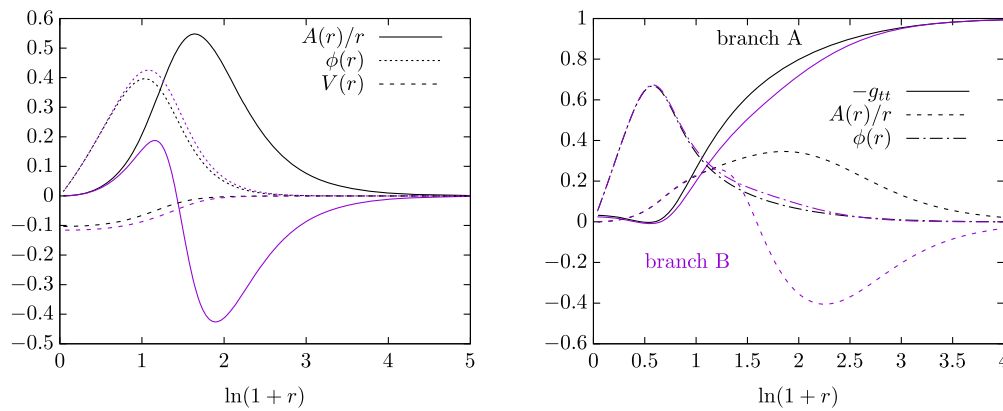 0.6
0.5
0.4
0.3
0.2
0.1
0
−0.1
−0.2
−0.3
−0.4
−0.5
0 1 2 3 4 5
ln(1 + r)
A(r)/r
ϕ(r)
V(r)
1
0.8
0.6
0.4
0.2
0
−0.2
−0.4
−0.6
0 0.5 1 1.5 2 2.5 3 3.5 4
ln(1 + r)
branch A
−g_tt
A(r)/r
ϕ(r)
branch B